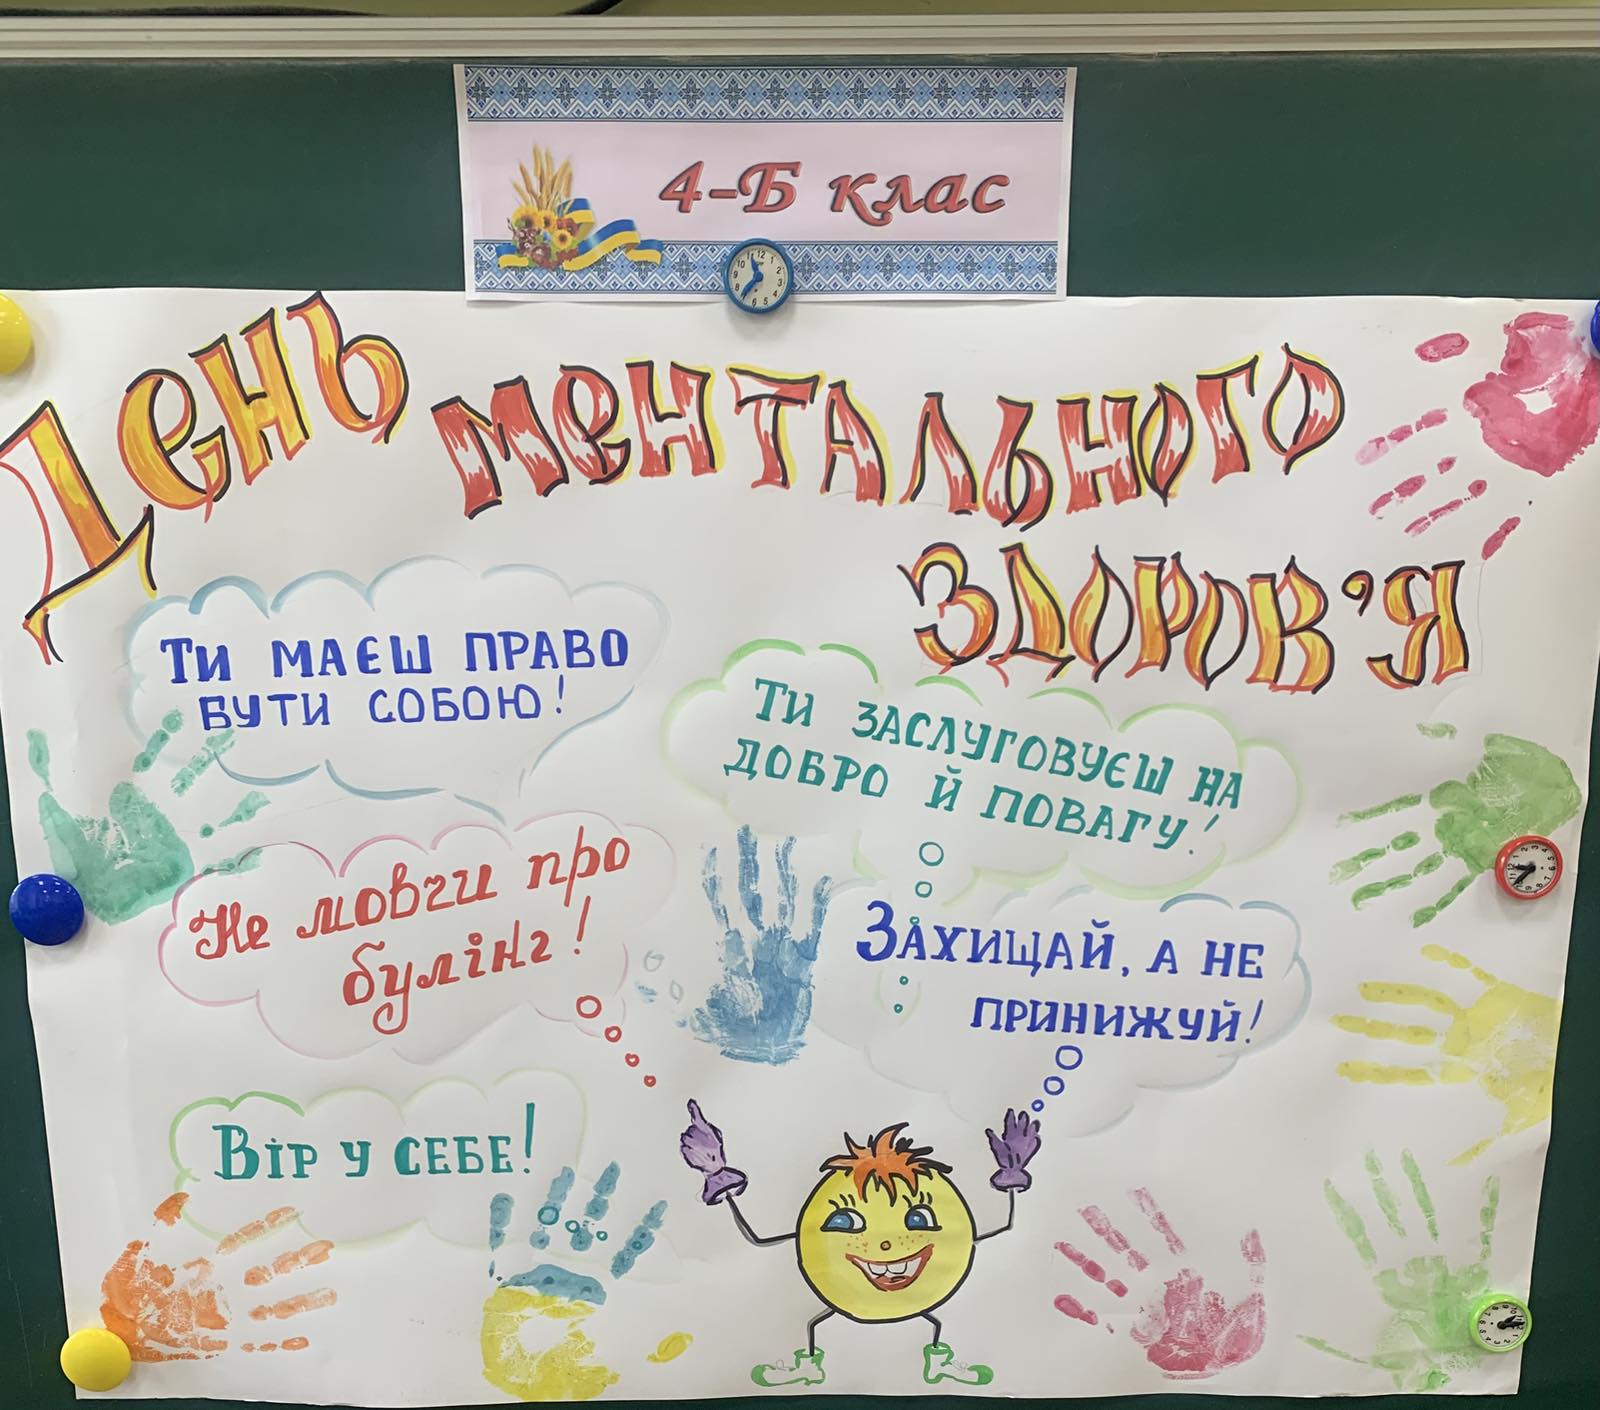 4-Б клас
День ментального
здоров'я
Ти маєш право
бути собою!
Ти заслуговуєш на
добро й повагу!
Не мовчи про
булінг!
Захищай, а не
принижуй!
Вір у себе!